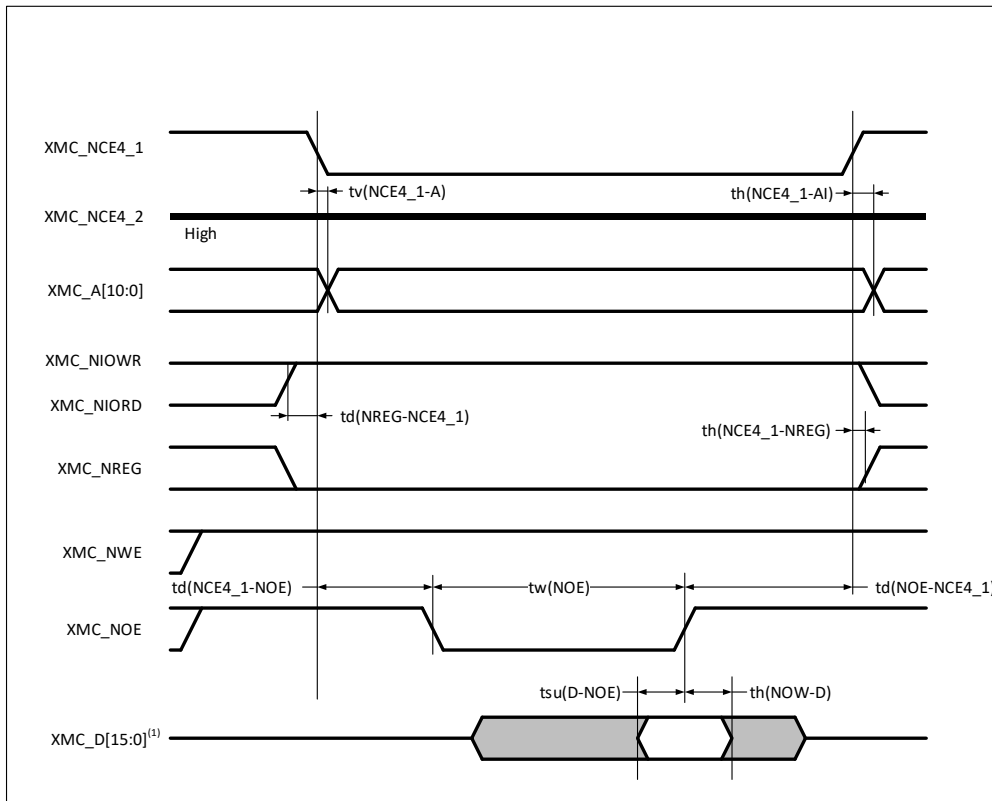 XMC_NCE4_1
tv(NCE4_1-A)
th(NCE4_1-AI)
XMC_NCE4_2
High
XMC_A[10:0]
XMC_NIOWR
XMC_NIORD
td(NREG-NCE4_1)
th(NCE4_1-NREG)
XMC_NREG
XMC_NWE
td(NCE4_1-NOE)
tw(NOE)
td(NOE-NCE4_1)
XMC_NOE
tsu(D-NOE)
th(NOW-D)
XMC_D[15:0](1)